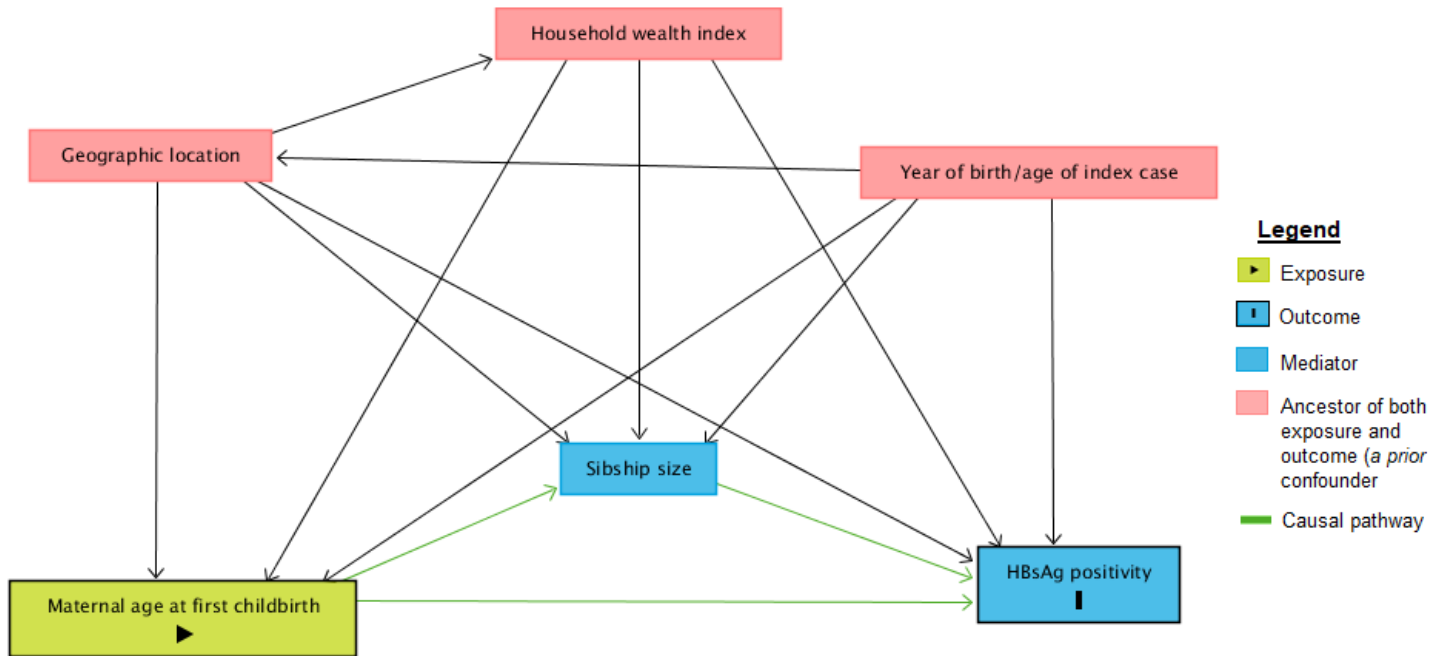 Household wealth index
Geographic location
Year of birth/age of index case
Sibship size
HBsAg positivity
Maternal age at first childbirth
Legend
Exposure
Outcome
Mediator
Ancestor of both
exposure and
outcome (a prior
confounder
Causal pathway